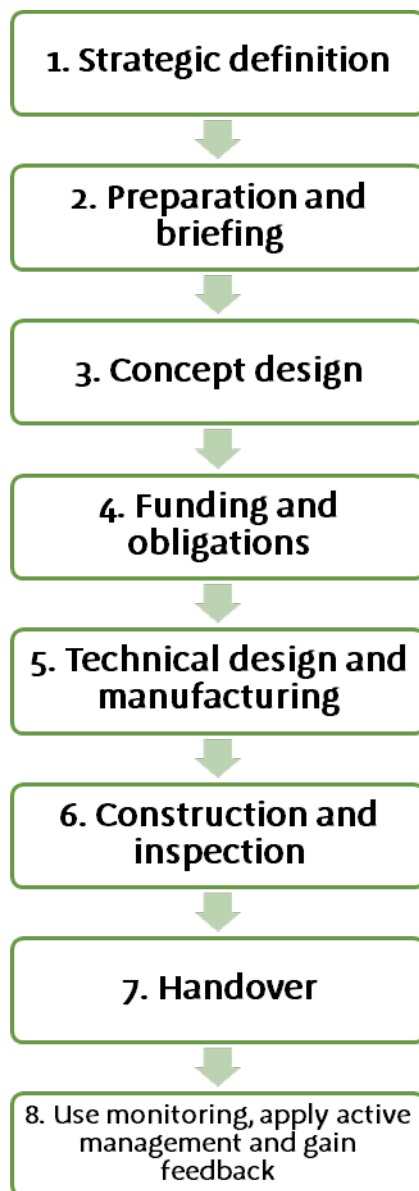 1. Strategic definition
2. Preparation and
briefing
3. Concept design
4. Funding and
obligations
5. Technical design and
manufacturing
6. Construction and
inspection
7. Handover
8. Use monitoring, apply active
management and gain
feedback